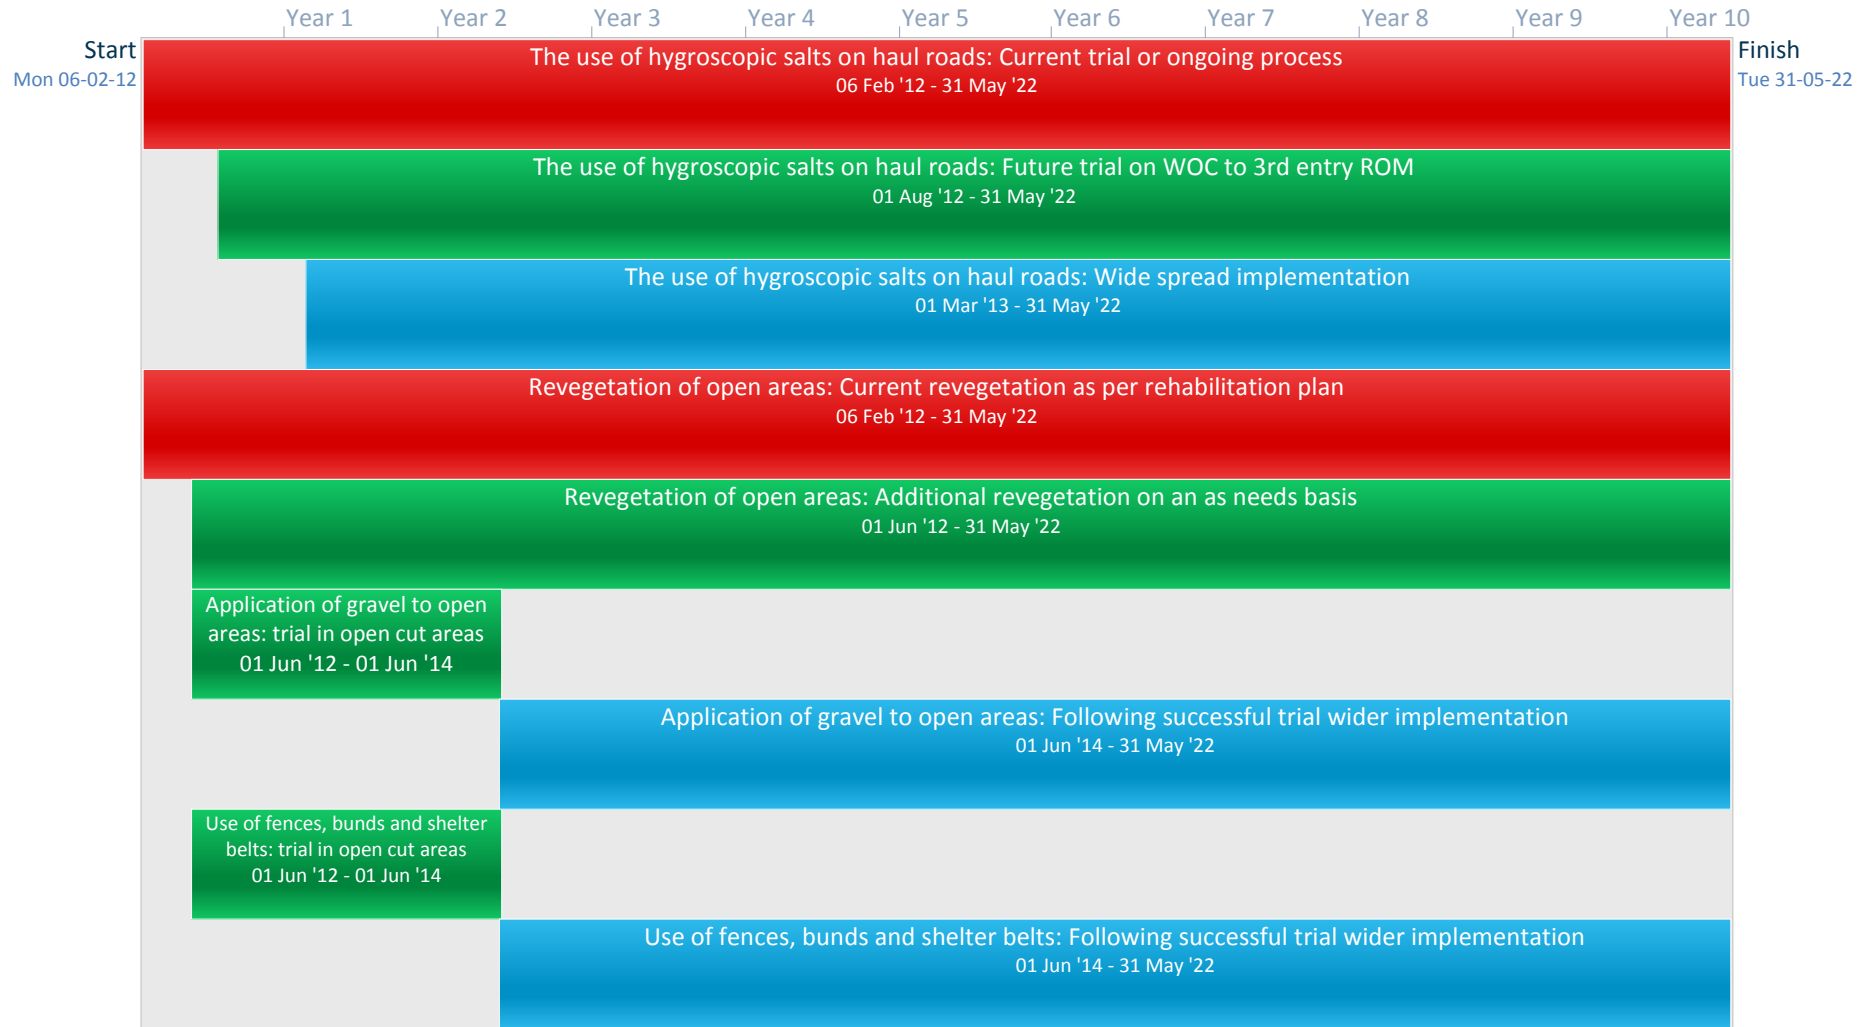 Year 1 Year 2 Year 3 Year 4 Year 5 Year 6 Year 7 Year 8 Year 9 Year 10
Start
Mon 06-02-12
Finish
Tue 31-05-22
The use of hygroscopic salts on haul roads: Current trial or ongoing process
06 Feb '12 - 31 May '22
The use of hygroscopic salts on haul roads: Future trial on WOC to 3rd entry ROM
01 Aug '12 - 31 May '22
The use of hygroscopic salts on haul roads: Wide spread implementation
01 Mar '13 - 31 May '22
Revegetation of open areas: Current revegetation as per rehabilitation plan
06 Feb '12 - 31 May '22
Revegetation of open areas: Additional revegetation on an as needs basis
01 Jun '12 - 31 May '22
Application of gravel to open
areas: trial in open cut areas
01 Jun '12 - 01 Jun '14
Application of gravel to open areas: Following successful trial wider implementation
01 Jun '14 - 31 May '22
Use of fences, bunds and shelter
belts: trial in open cut areas
01 Jun '12 - 01 Jun '14
Use of fences, bunds and shelter belts: Following successful trial wider implementation
01 Jun '14 - 31 May '22